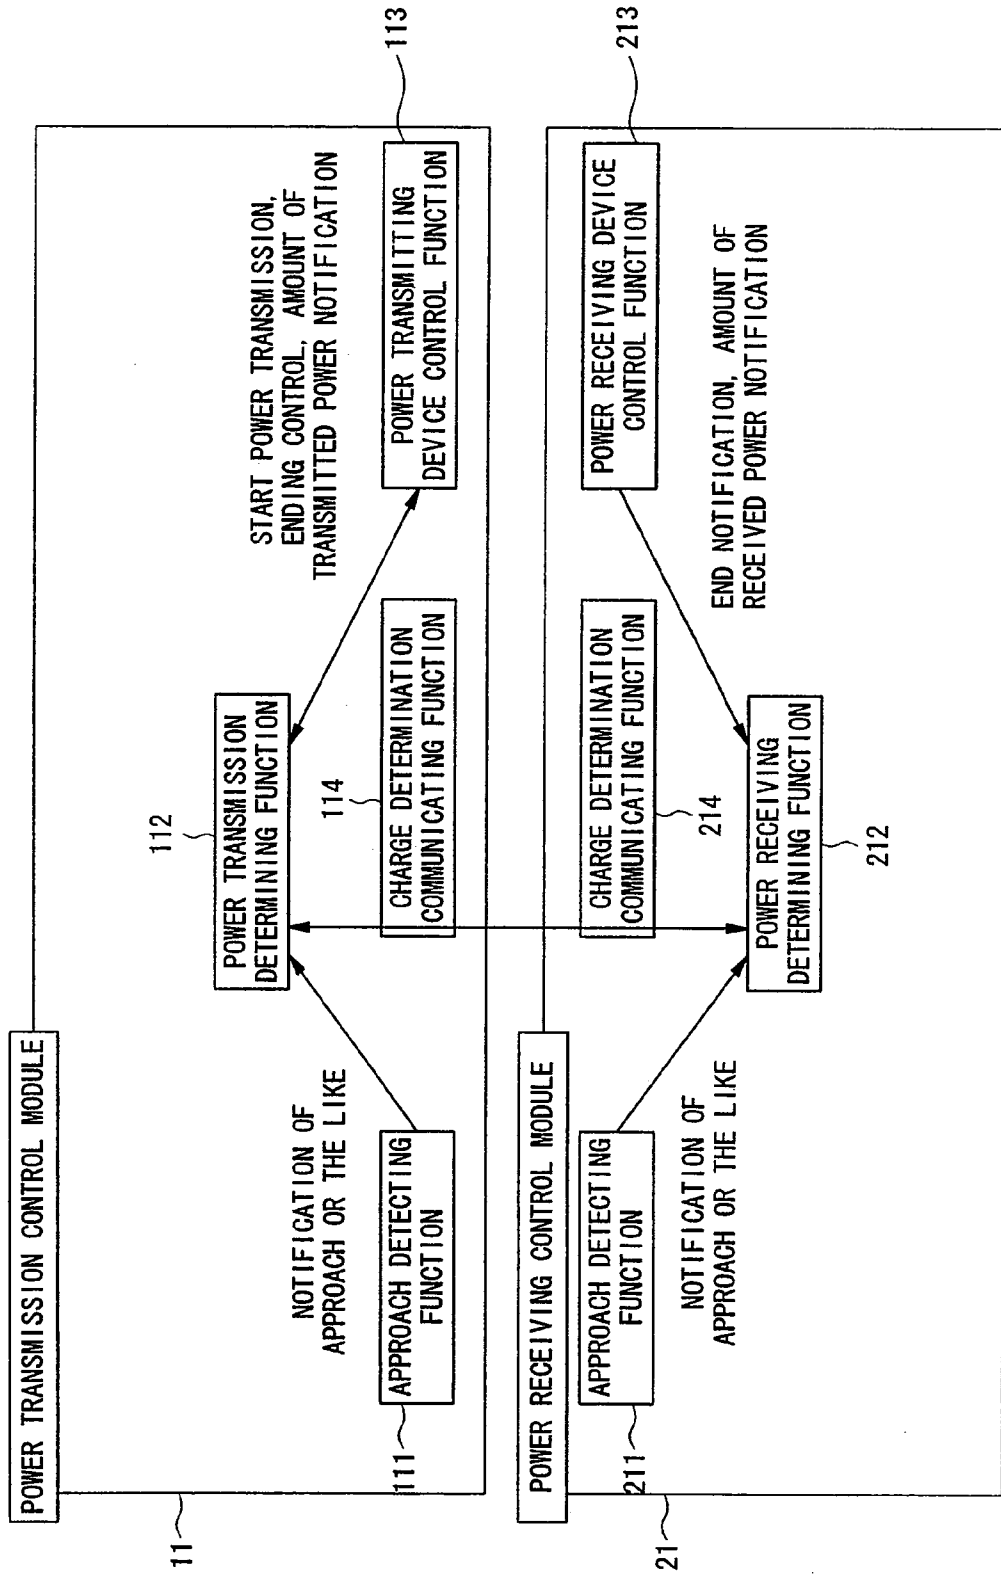 POWER TRANSMISSION CONTROL MODULE
11
112
POWER TRANSMISSION
DETERMINING FUNCTION
START POWER TRANSMISSION,
ENDING CONTROL, AMOUNT OF
TRANSMITTED POWER NOTIFICATION
NOTIFICATION OF
APPROACH OR THE LIKE
114
111
APPROACH DETECTING
FUNCTION
CHARGE DETERMINATION
COMMUNICATING FUNCTION
POWER TRANSMITTING
DEVICE CONTROL FUNCTION
113
POWER RECEIVING CONTROL MODULE
21
211
APPROACH DETECTING
FUNCTION
CHARGE DETERMINATION
COMMUNICATING FUNCTION
214
POWER RECEIVING DEVICE
CONTROL FUNCTION
213
NOTIFICATION OF
APPROACH OR THE LIKE
END NOTIFICATION, AMOUNT OF
RECEIVED POWER NOTIFICATION
POWER RECEIVING
DETERMINING FUNCTION
212